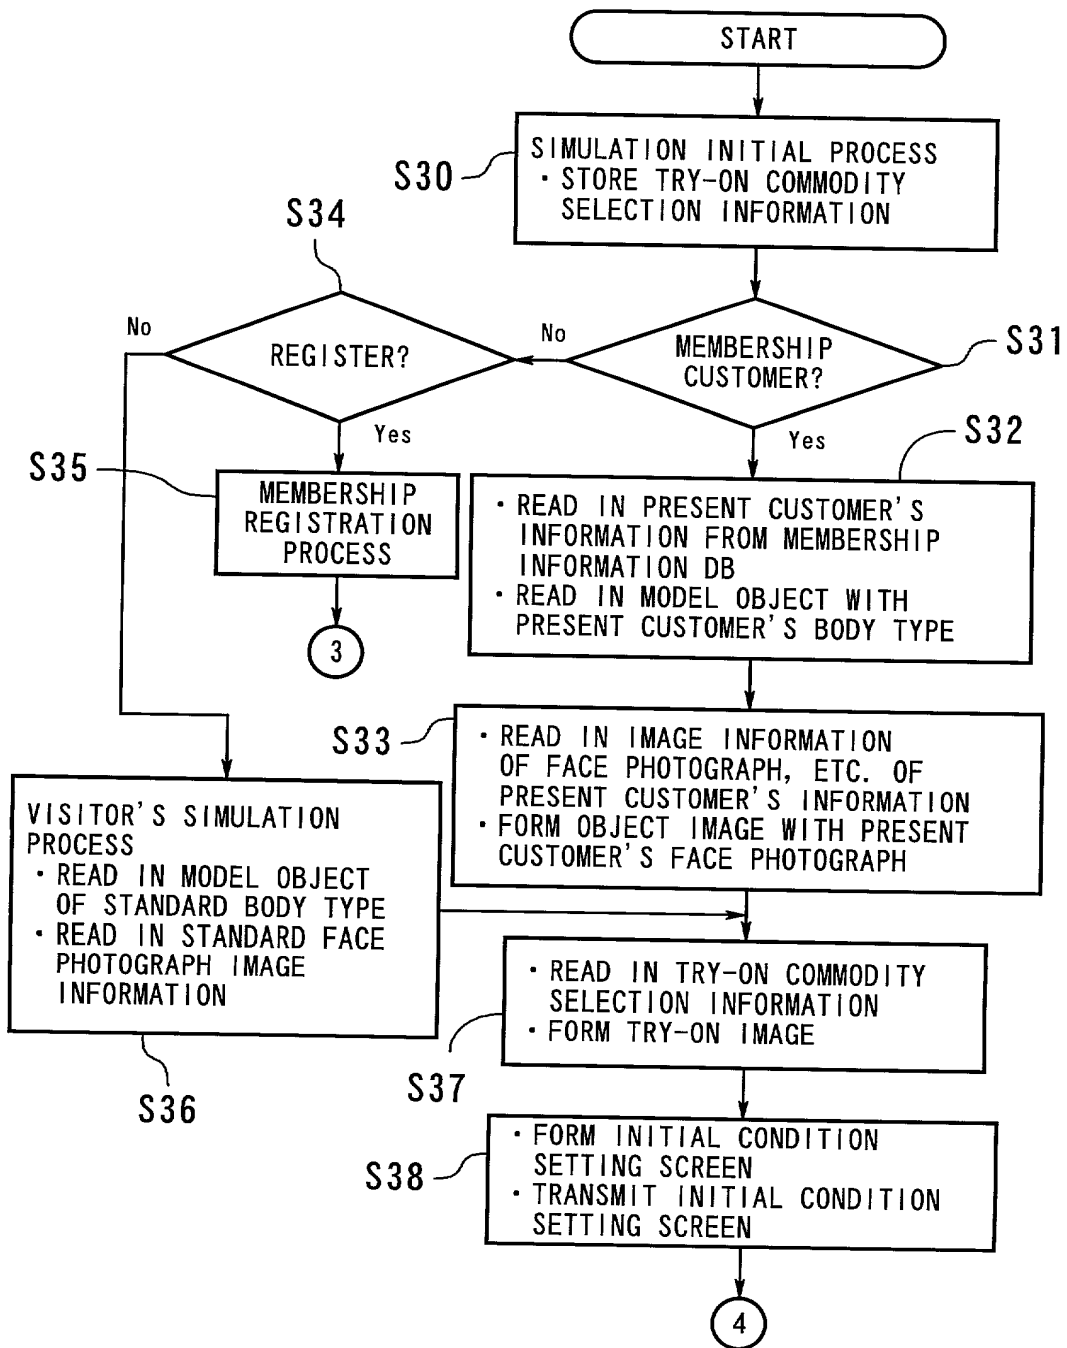 START
S30
SIMULATION INITIAL PROCESS
・STORE TRY-ON COMMODITY
SELECTION INFORMATION
S34
No
REGISTER?
No
MEMBERSHIP
CUSTOMER?
S31
Yes
Yes
S32
S35
MEMBERSHIP
REGISTRATION
PROCESS
3
・READ IN PRESENT CUSTOMER'S
INFORMATION FROM MEMBERSHIP
INFORMATION DB
・READ IN MODEL OBJECT WITH
PRESENT CUSTOMER'S BODY TYPE
S33
・READ IN IMAGE INFORMATION
OF FACE PHOTOGRAPH, ETC. OF
PRESENT CUSTOMER'S INFORMATION
・FORM OBJECT IMAGE WITH PRESENT
CUSTOMER'S FACE PHOTOGRAPH
VISITOR'S SIMULATION
PROCESS
・READ IN MODEL OBJECT
OF STANDARD BODY TYPE
・READ IN STANDARD FACE
PHOTOGRAPH IMAGE
INFORMATION
S36
・READ IN TRY-ON COMMODITY
SELECTION INFORMATION
・FORM TRY-ON IMAGE
S37
・FORM INITIAL CONDITION
SETTING SCREEN
・TRANSMIT INITIAL CONDITION
SETTING SCREEN
S38
4